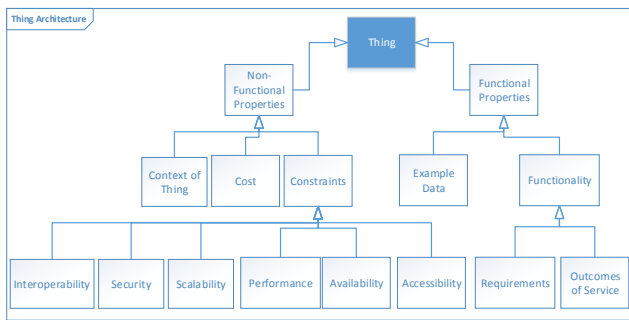 Thing Architecture
Thing
Non-
Functional
Properties
Functional
Properties
Context of
Thing
Cost
Constraints
Example
Data
Functionality
Interoperability
Security
Scalability
Performance
Availability
Accessibility
Requirements
Outcomes
of Service